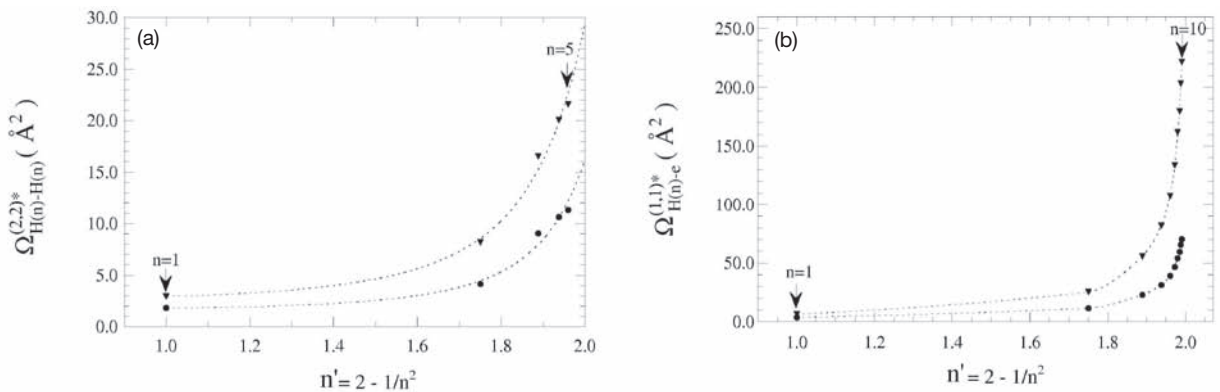 (a)
n=5
30.0
25.0
20.0
15.0
10.0
5.0
0.0
n=1
1.0 1.2 1.4 1.6 1.8 2.0
Ω(2,2)* H(n)-H(n) ( Å2 )
n' = 2 - 1/n2
(b)
n=10
250.0
200.0
150.0
100.0
50.0
0.0
n=1
1.0 1.2 1.4 1.6 1.8 2.0
Ω(1,1)* H(n)-e ( Å2 )
n' = 2 - 1/n2